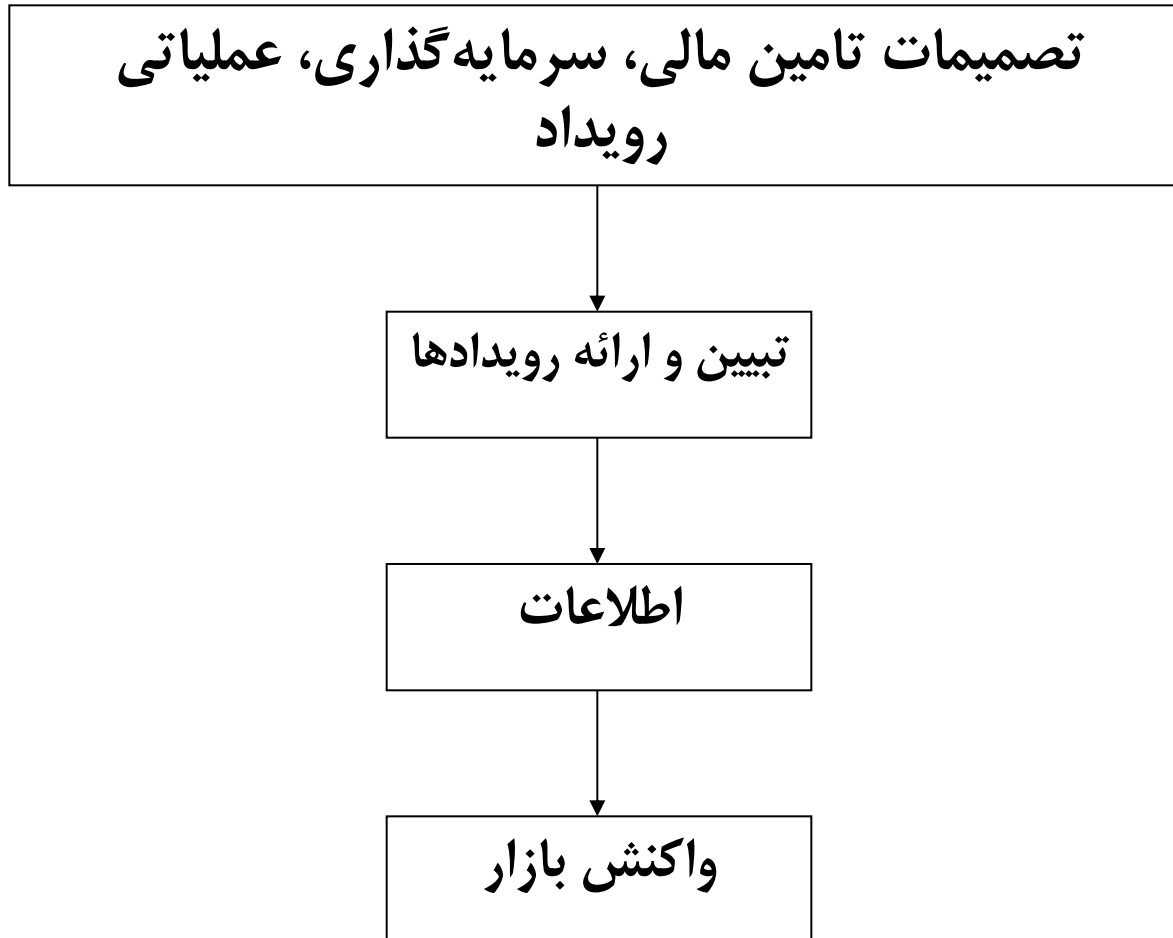 تصمیمات تامین مالی، سرمایه‌گذاری، عملیاتی
رویداد
تبیین و ارائه رویدادها
اطلاعات
واکنش بازار